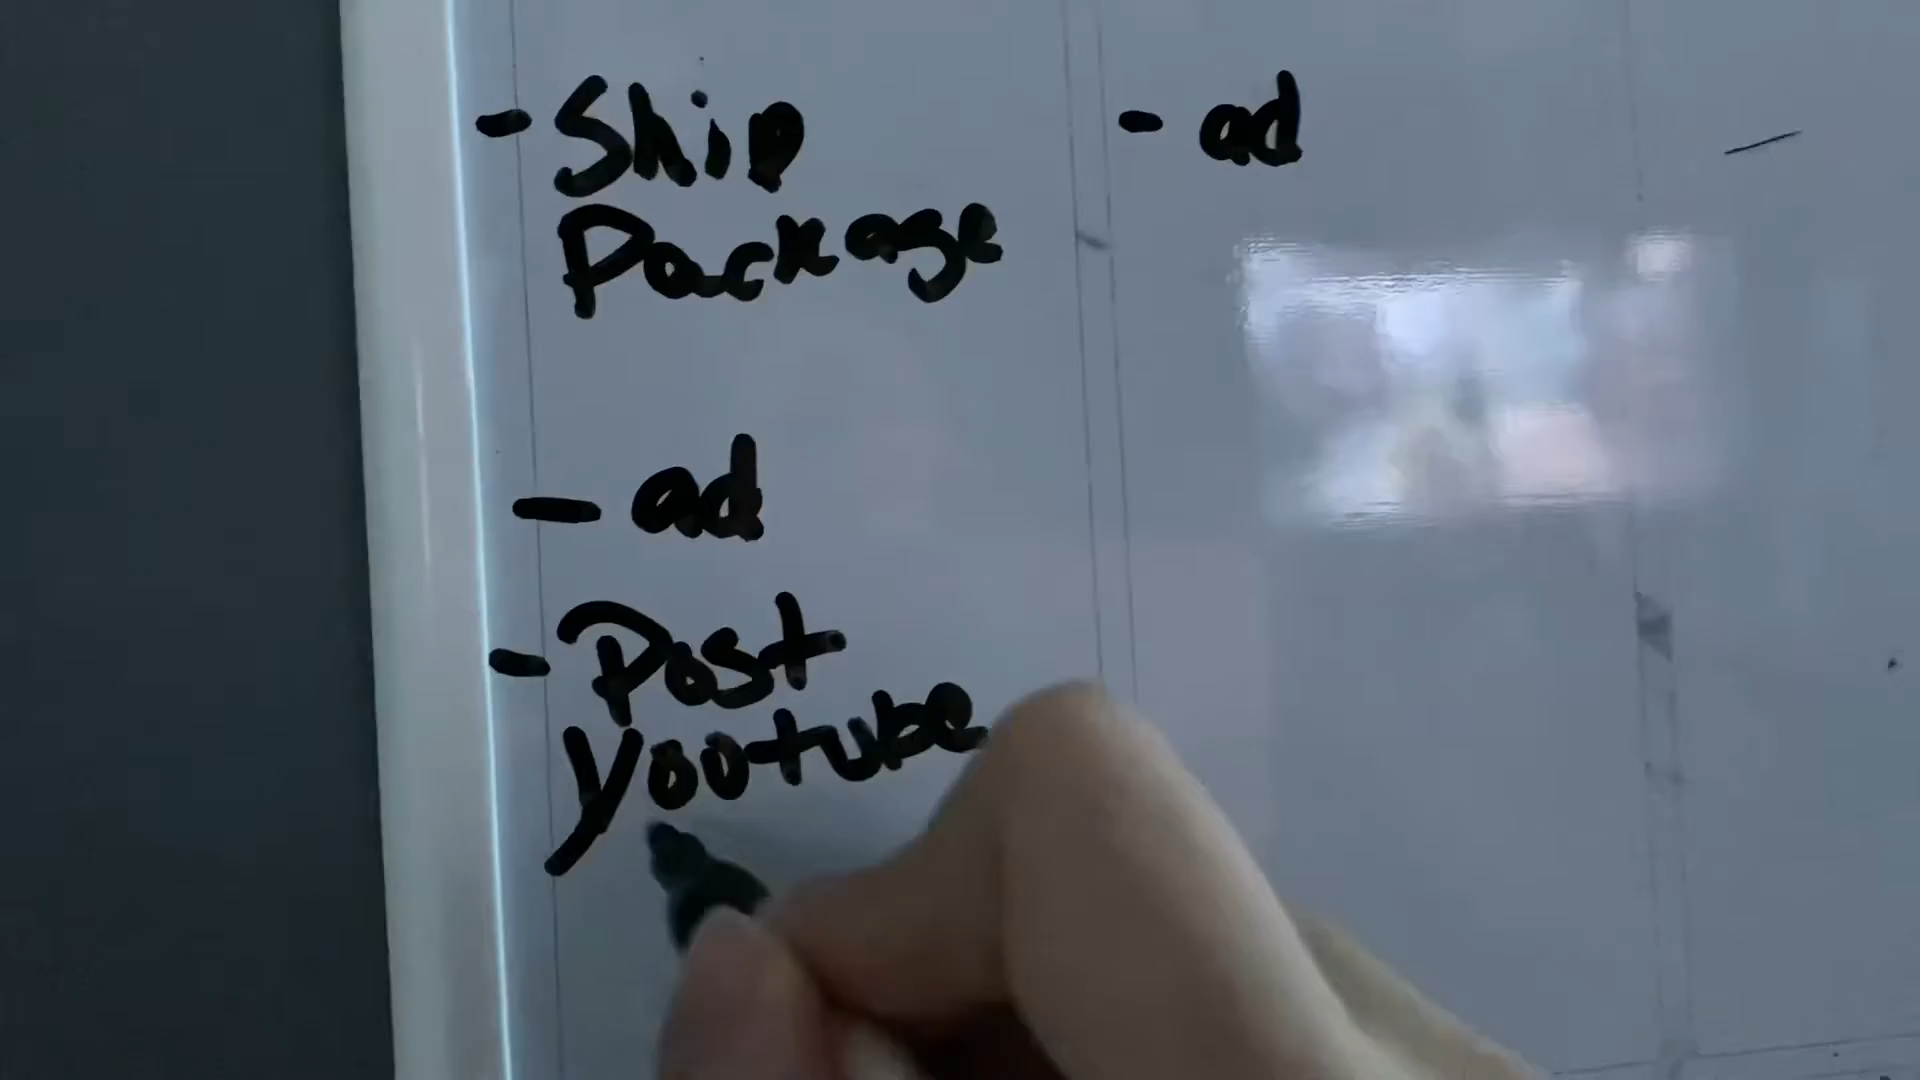 - Ship
Package
- ad
- Post
Youtube
- ad